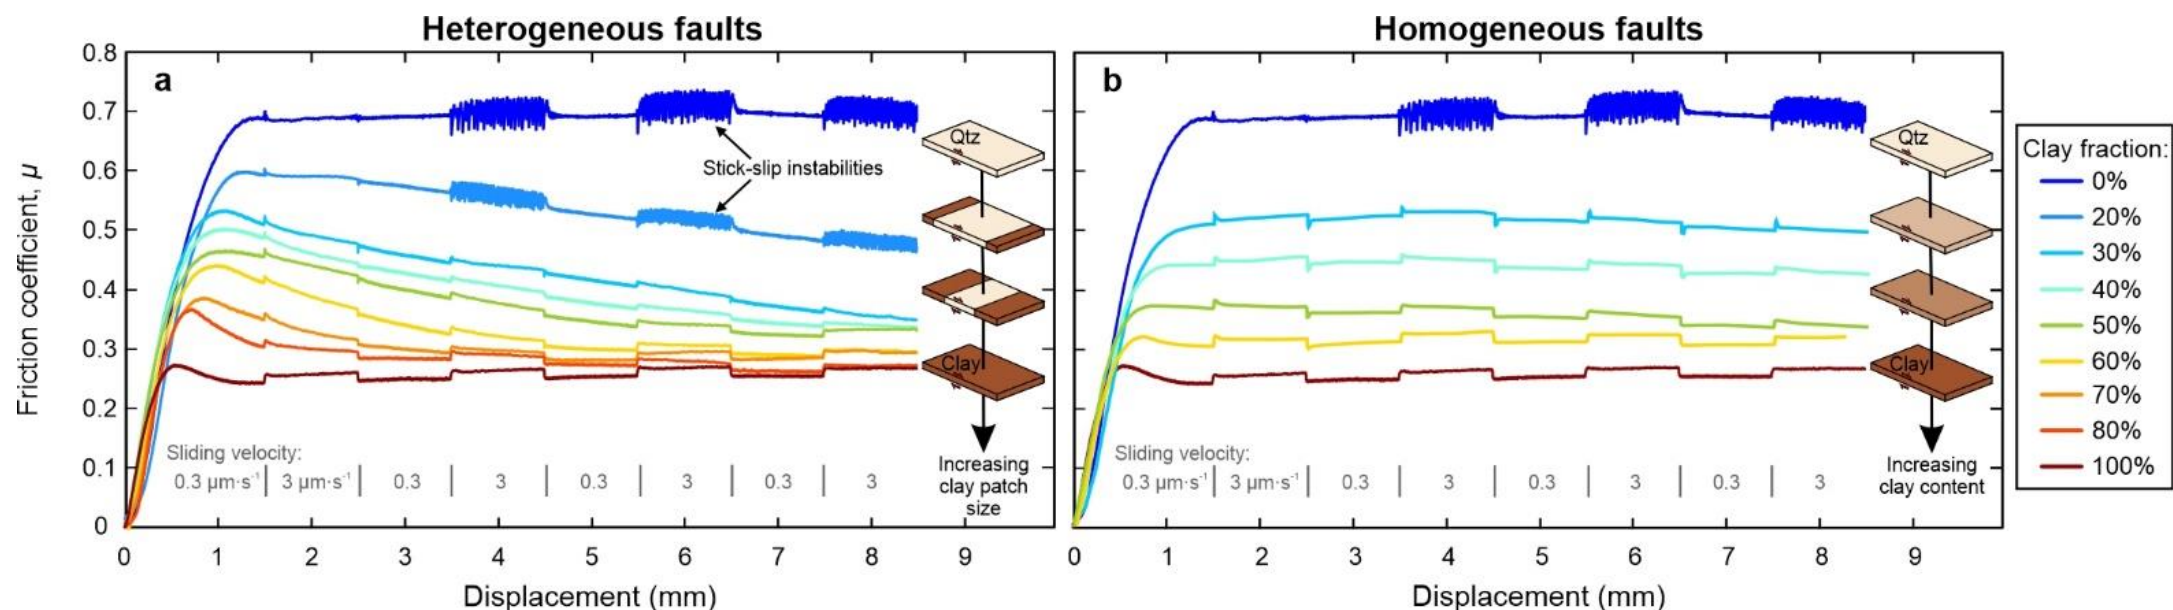 Heterogeneous faults
Homogeneous faults
a
0.8
0.7
0.6
0.5
0.4
0.3
0.2
0.1
0
Friction coefficient, μ
Stick-slip instabilities
Qtz
Clay
Increasing
clay patch
size
Sliding velocity:
0.3 μm·s⁻¹ | 3 μm·s⁻¹ | 0.3 | 3 | 0.3 | 3 | 0.3 | 3
0 1 2 3 4 5 6 7 8 9
Displacement (mm)
b
Qtz
Clay
Increasing
clay content
Sliding velocity:
0.3 μm·s⁻¹ | 3 μm·s⁻¹ | 0.3 | 3 | 0.3 | 3 | 0.3 | 3
0 1 2 3 4 5 6 7 8 9
Displacement (mm)
Clay fraction:
0%
20%
30%
40%
50%
60%
70%
80%
100%